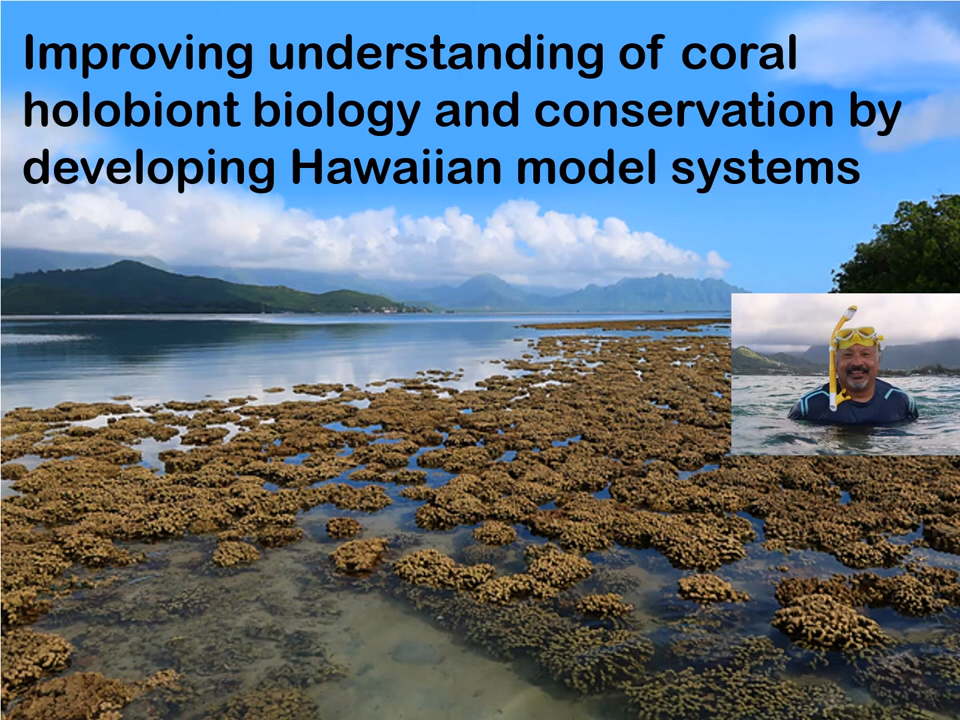 Improving understanding of coral
holobiont biology and conservation by
developing Hawaiian model systems